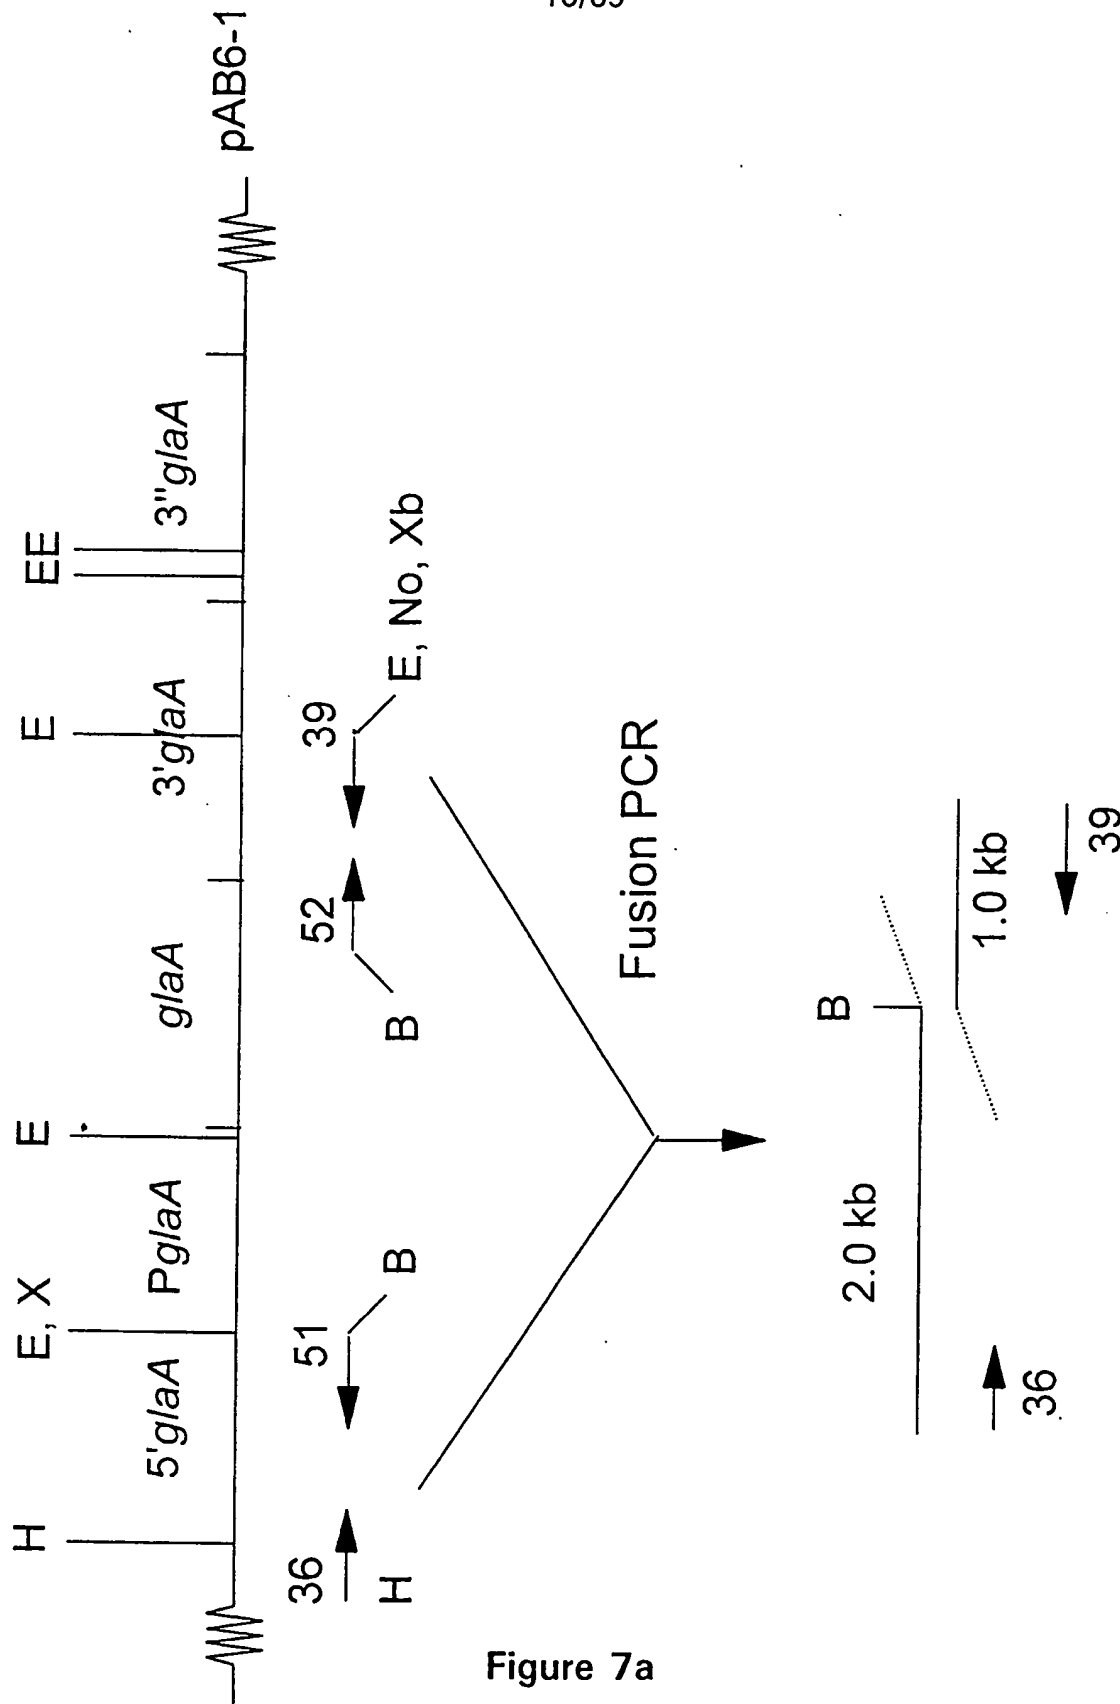 H
E, X
E
E
EE
5'glaA
PglaA
glaA
3'glaA
3"glaA
pAB6-1
36
51
52
39
H
B
B
E, No, Xb
Fusion PCR
B
2.0 kb
1.0 kb
36
39
Figure 7a